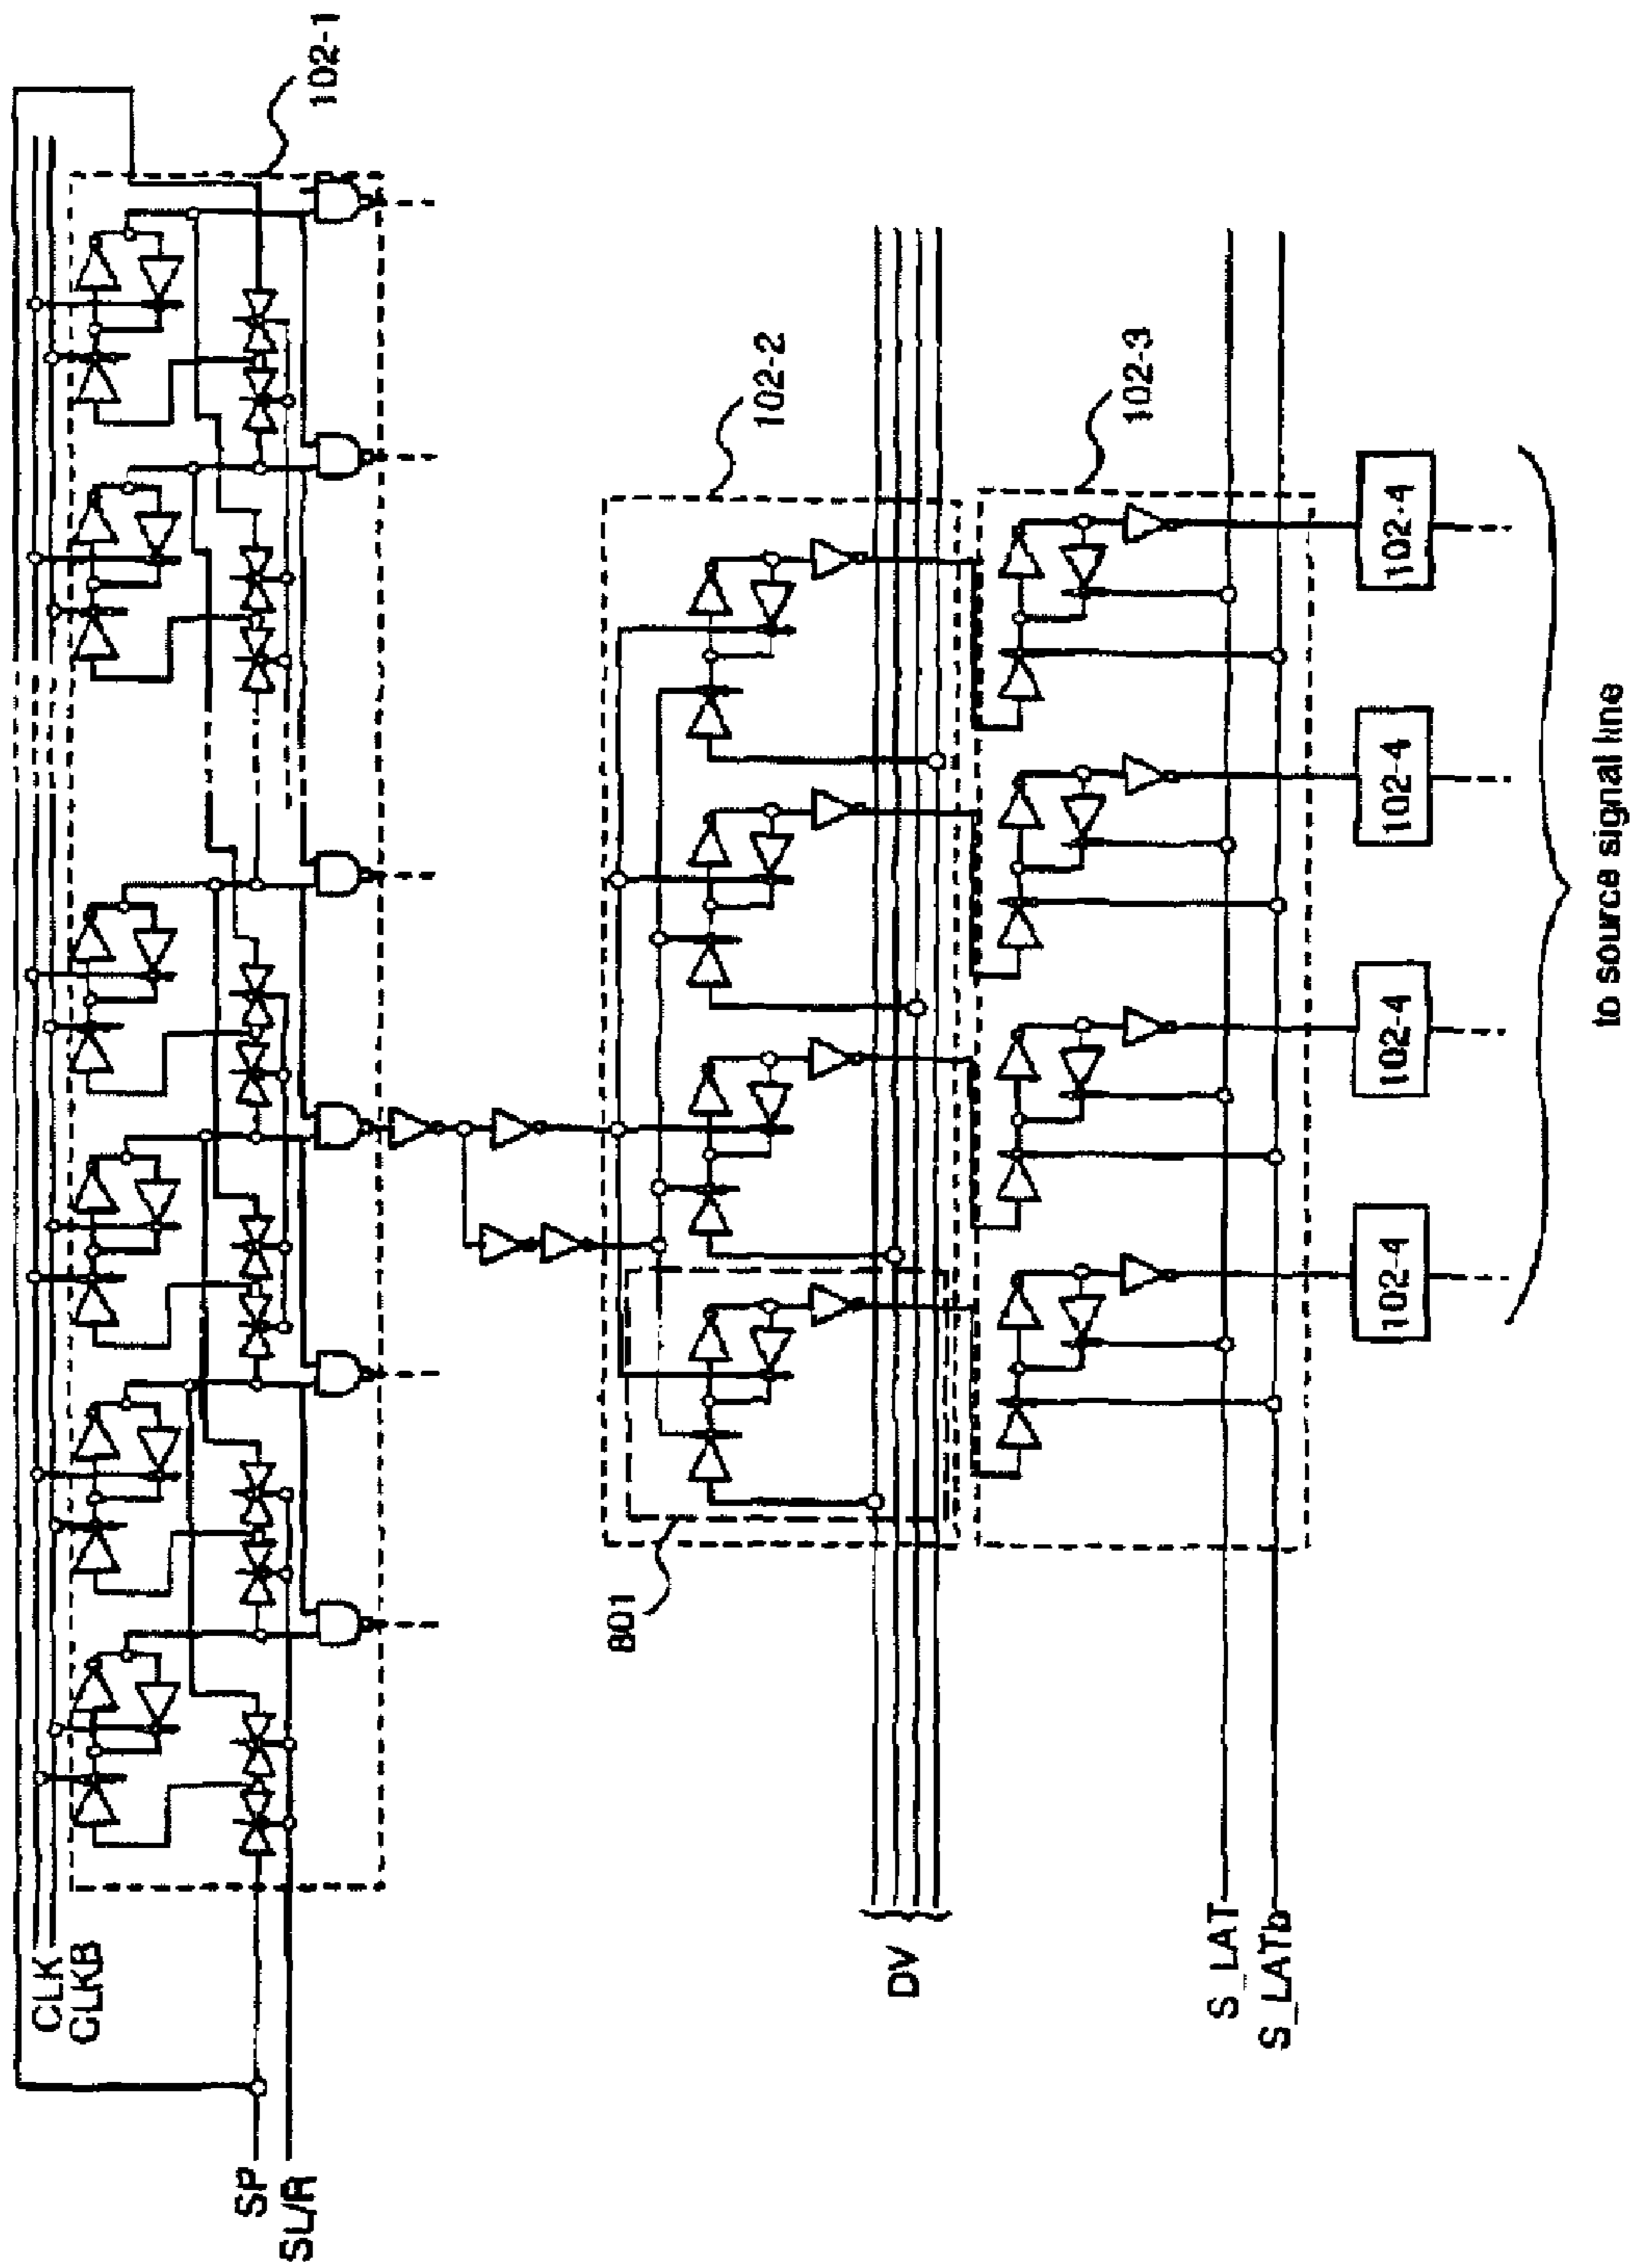 CLK
CLKB
SP
SL/R
102-1
801
102-2
DV
102-3
S_LAT
S_LATb
102-4
102-4
102-4
102-4
to source signal line